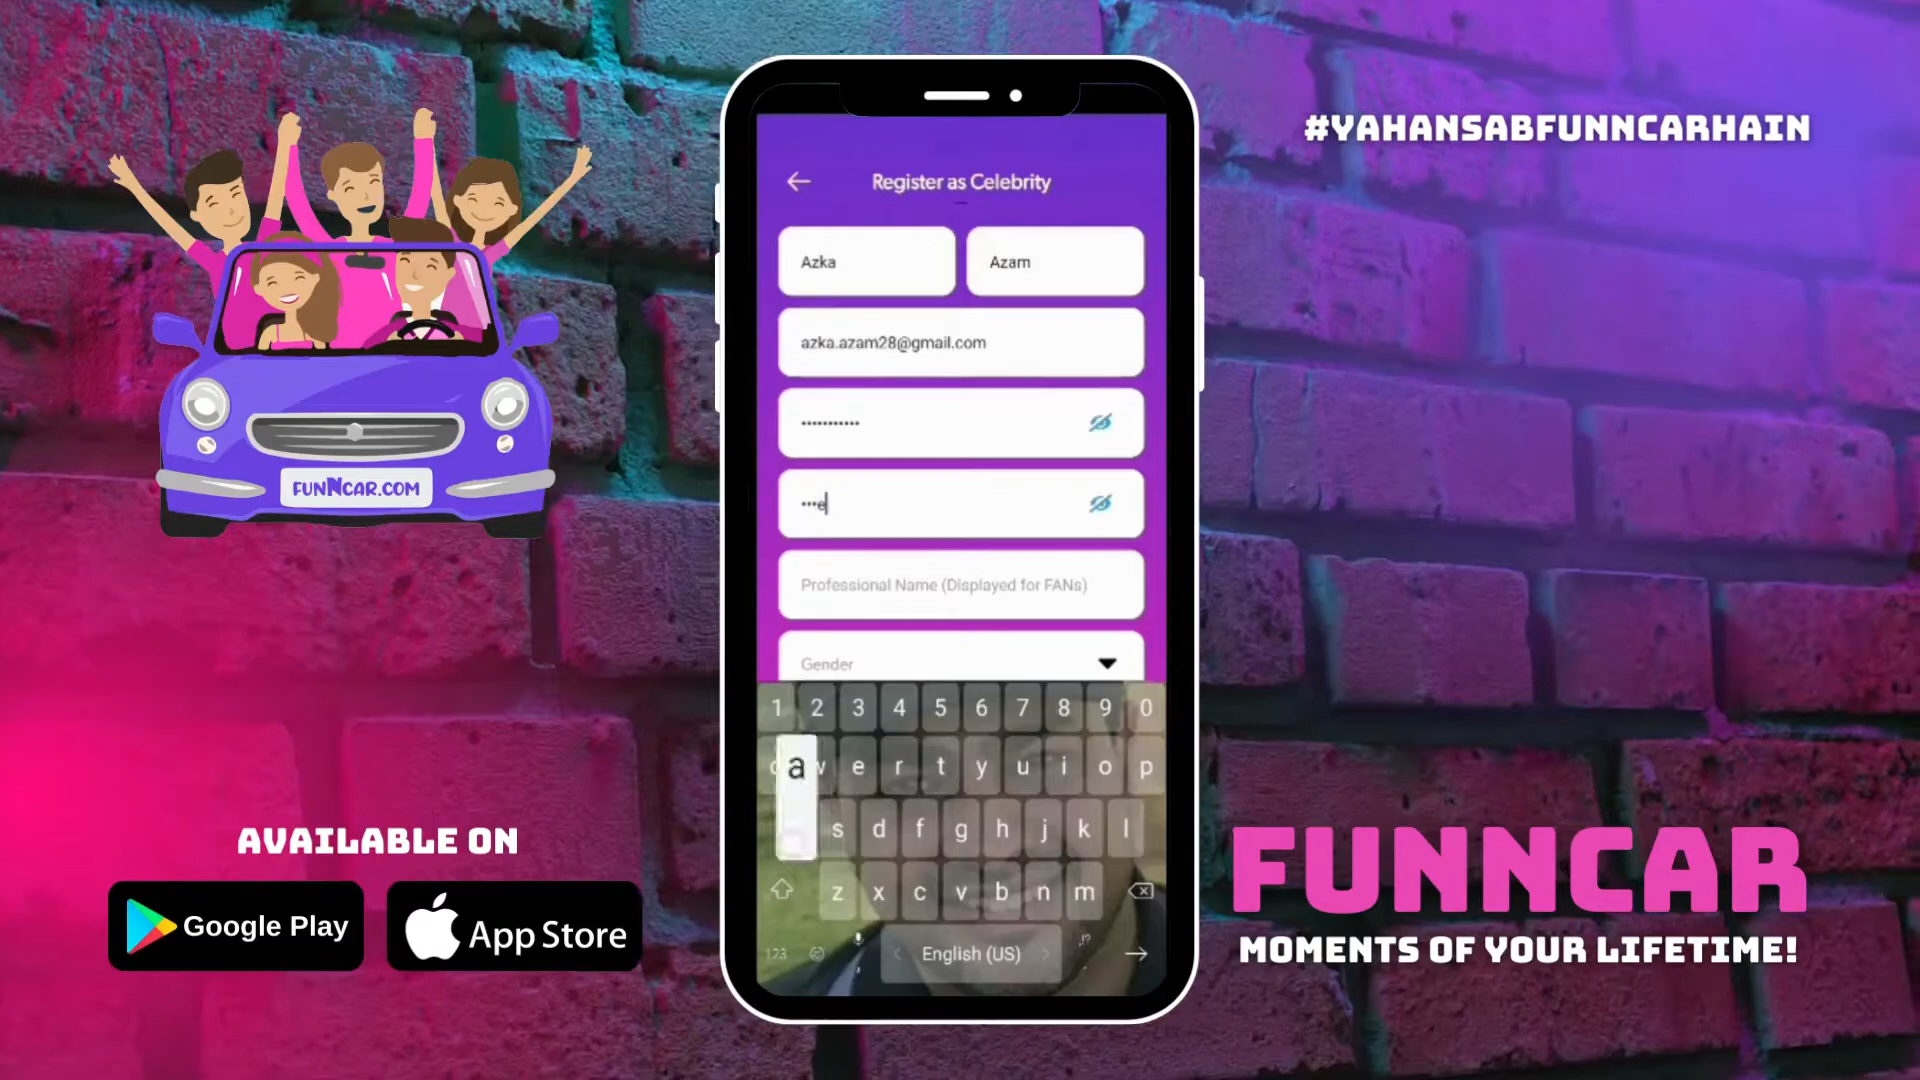 #YAHANSABFUNNCARHAIN
FUNNCAR.COM
AVAILABLE ON
Google Play
App Store
Register as Celebrity
Azka
Azam
azka.azam28@gmail.com
•••••••••••
•••e
Professional Name (Displayed for FANs)
Gender
1 2 3 4 5 6 7 8 9 0
a e r t y u i o p
s d f g h j k l
z x c v b n m
123
!?
English (US)
FUNNCAR
MOMENTS OF YOUR LIFETIME!